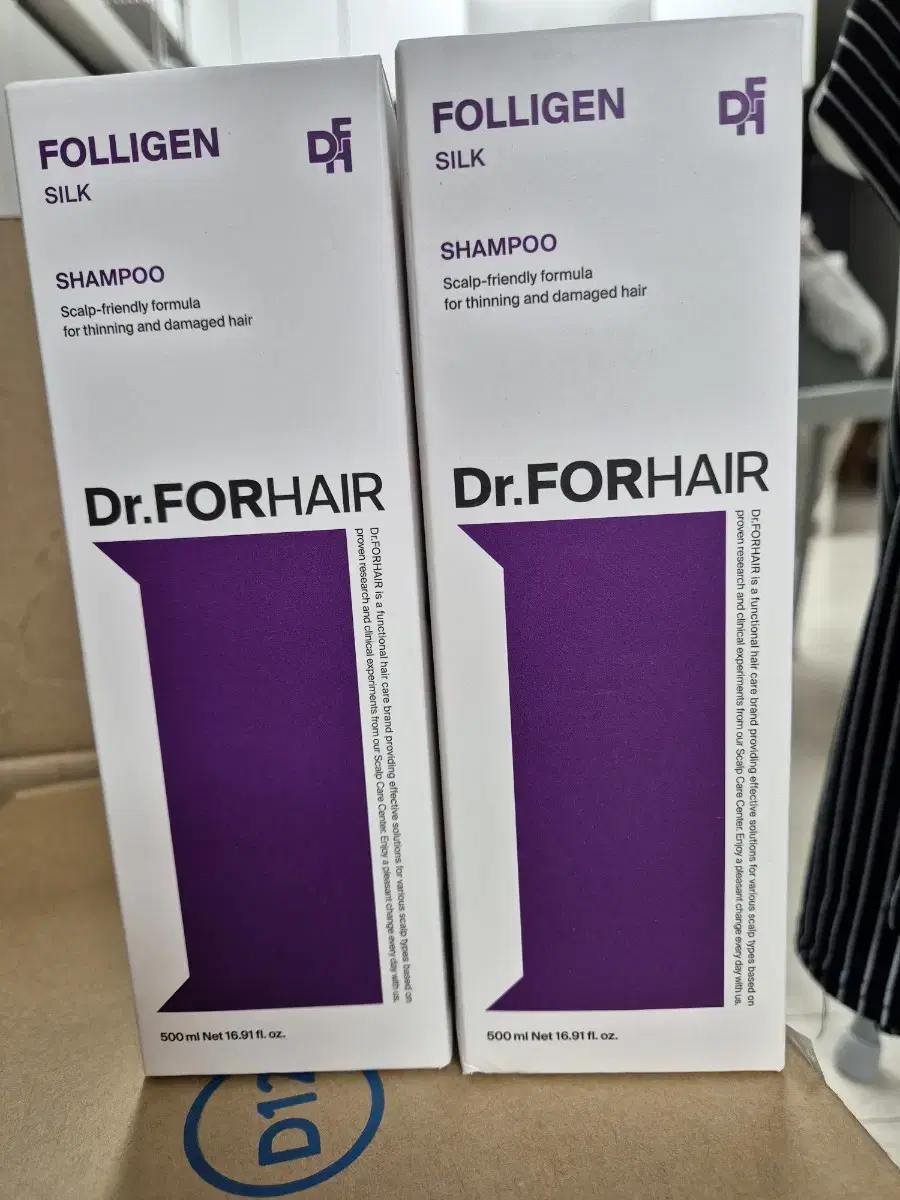 FOLLIGEN
DFH
SILK
SHAMPOO
Scalp-friendly formula
for thinning and damaged hair
Dr.FORHAIR
Dr.FORHAIR is a functional hair care brand providing effective solutions for various scalp types based on
proven research and clinical experiments from our Scalp Care Center. Enjoy a pleasant change every day with us.
500 ml Net 16.91 fl. oz.
FOLLIGEN
DFH
SILK
SHAMPOO
Scalp-friendly formula
for thinning and damaged hair
Dr.FORHAIR
Dr.FORHAIR is a functional hair care brand providing effective solutions for various scalp types based on
proven research and clinical experiments from our Scalp Care Center. Enjoy a pleasant change every day with us.
500 ml Net 16.91 fl. oz.